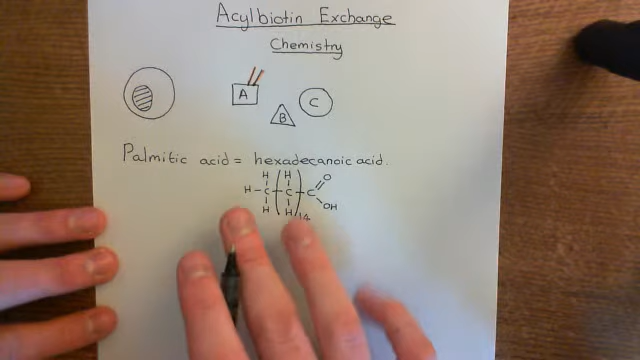 Acylbiotin Exchange
Chemistry
A
B
C
Palmitic acid = hexadecanoic acid.
H H O
H-C-C-C
H H OH
14